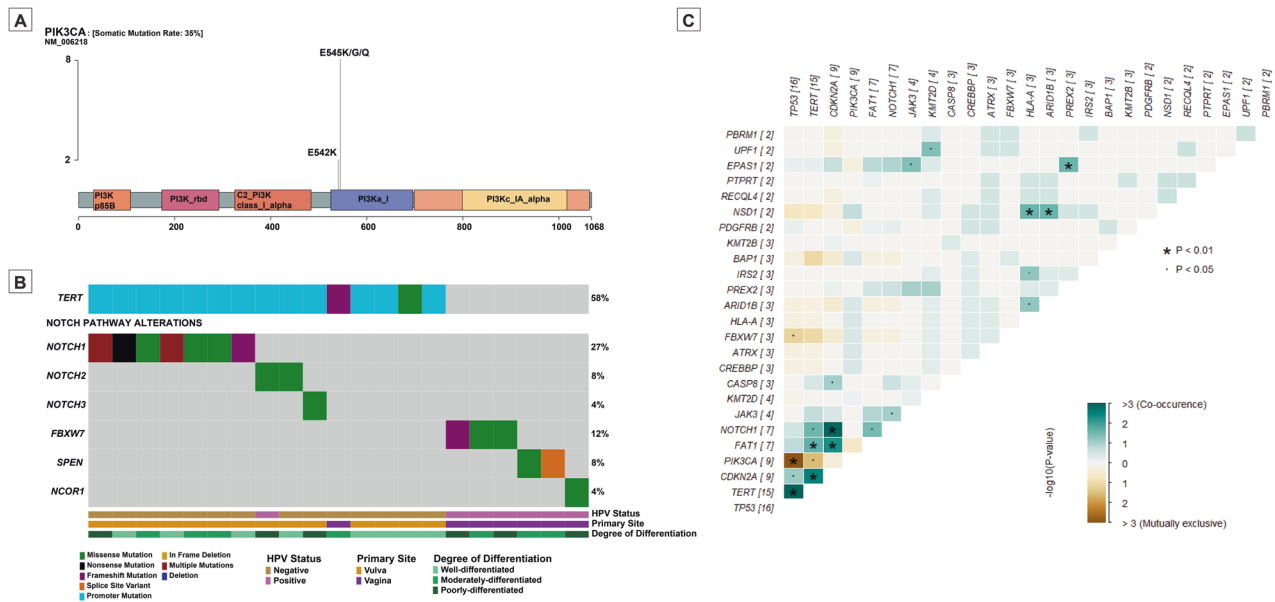 A
PIK3CA : [Somatic Mutation Rate: 35%]
NM_006218
E545K/G/Q
8
E542K
2
PI3K p85B
PI3K_rbd
C2_PI3K class_I_alpha
PI3Ka_I
PI3Kc_IA_alpha
0 200 400 600 800 1000 1068
B
TERT 58%
NOTCH PATHWAY ALTERATIONS
NOTCH1 27%
NOTCH2 8%
NOTCH3 4%
FBXW7 12%
SPEN 8%
NCOR1 4%
HPV Status
Primary Site
Degree of Differentiation
Missense Mutation
Nonsense Mutation
Frameshift Mutation
Splice Site Variant
Promoter Mutation
In Frame Deletion
Multiple Mutations
Deletion
HPV Status
Negative
Positive
Primary Site
Vulva
Vagina
Degree of Differentiation
Well-differentiated
Moderately-differentiated
Poorly-differentiated
C
TP53 [16]
TERT [15]
CDKN2A [ 9]
PIK3CA [ 9]
FAT1 [ 7]
NOTCH1 [ 7]
JAK3 [ 4]
KMT2D [ 4]
CASP8 [ 3]
CREBBP [ 3]
ATRX [ 3]
FBXW7 [ 3]
HLA-A [ 3]
ARID1B [ 3]
PREX2 [ 3]
IRS2 [ 3]
BAP1 [ 3]
KMT2B [ 3]
PDGFRB [ 2]
NSD1 [ 2]
RECQL4 [ 2]
PTPRT [ 2]
EPAS1 [ 2]
UPF1 [ 2]
PBRM1 [ 2]
PBRM1 [ 2]
UPF1 [ 2]
EPAS1 [ 2]
PTPRT [ 2]
RECQL4 [ 2]
NSD1 [ 2]
PDGFRB [ 2]
KMT2B [ 3]
BAP1 [ 3]
IRS2 [ 3]
PREX2 [ 3]
ARID1B [ 3]
HLA-A [ 3]
FBXW7 [ 3]
ATRX [ 3]
CREBBP [ 3]
CASP8 [ 3]
KMT2D [ 4]
JAK3 [ 4]
NOTCH1 [ 7]
FAT1 [ 7]
PIK3CA [ 9]
CDKN2A [ 9]
TERT [15]
TP53 [16]
* P < 0.01
· P < 0.05
-log10(P-value)
>3 (Co-occurence)
2
1
0
1
2
> 3 (Mutually exclusive)